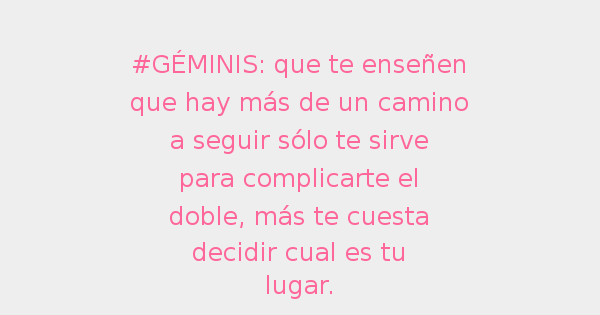 #GÉMINIS: que te enseñen
que hay más de un camino
a seguir sólo te sirve
para complicarte el
doble, más te cuesta
decidir cual es tu
lugar.